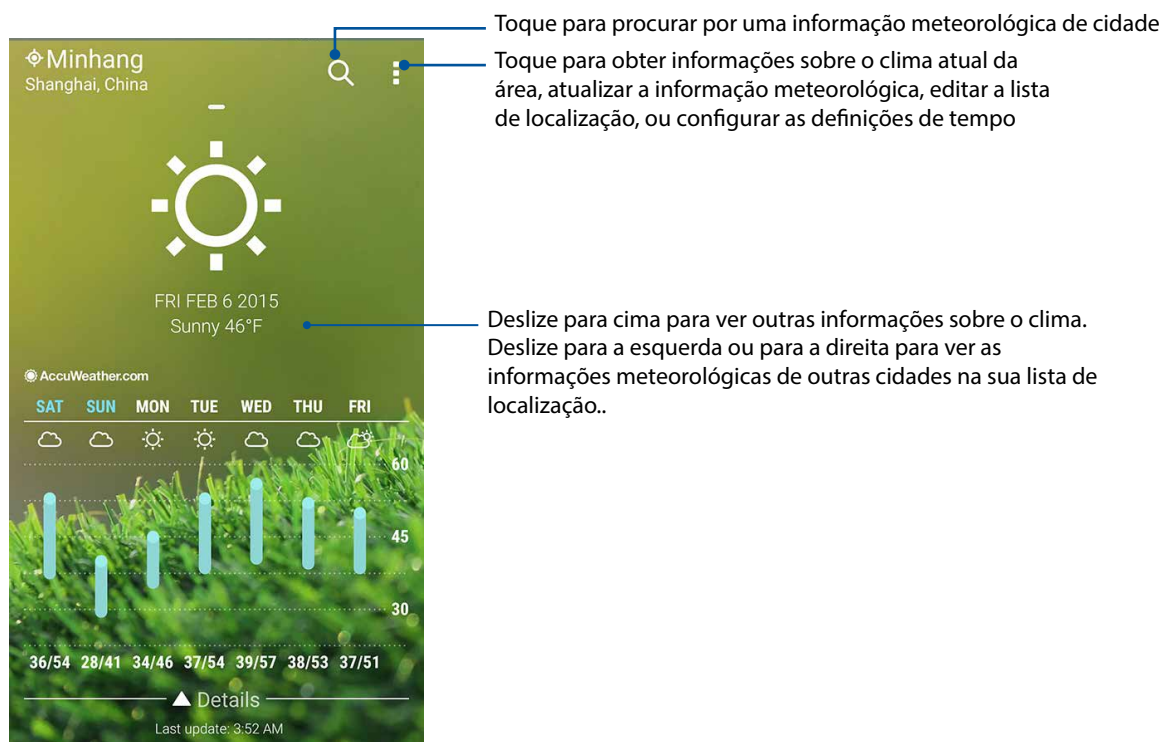 Toque para procurar por uma informação meteorológica de cidade
Toque para obter informações sobre o clima atual da
área, atualizar a informação meteorológica, editar a lista
de localização, ou configurar as definições de tempo
Minhang
Shanghai, China
FRI FEB 6 2015
Sunny 46°F
Deslize para cima para ver outras informações sobre o clima.
Deslize para a esquerda ou para a direita para ver as
informações meteorológicas de outras cidades na sua lista de
localização..
AccuWeather.com
SAT SUN MON TUE WED THU FRI
60
45
30
36/54 28/41 34/46 37/54 39/57 38/53 37/51
Details
Last update: 3:52 AM